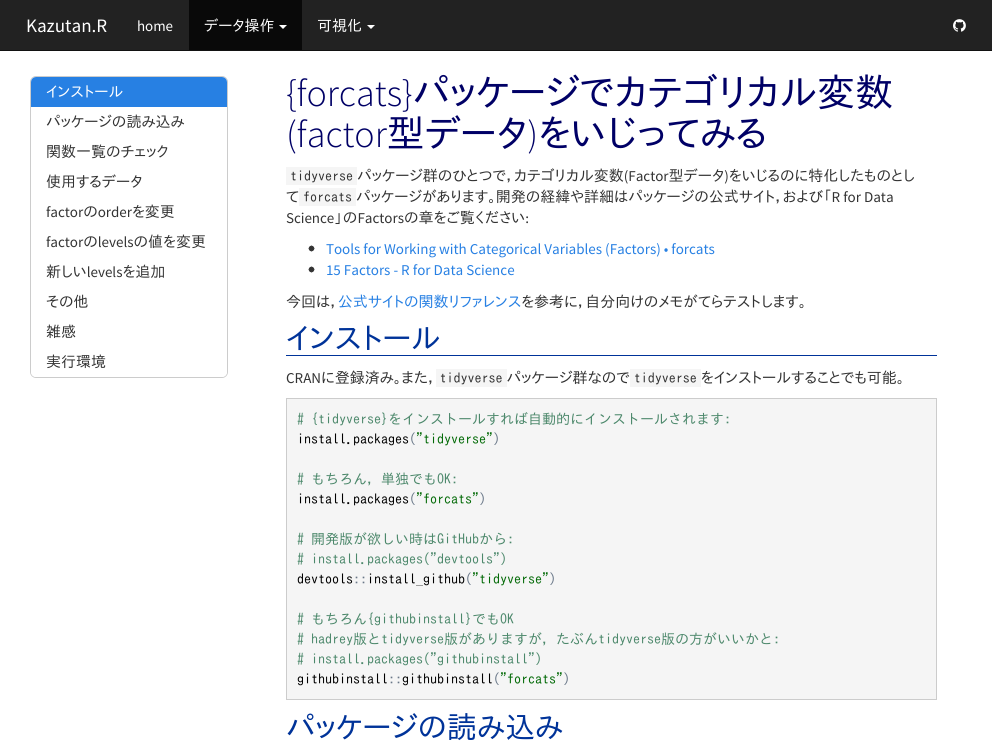 Kazutan.R home データ操作 可視化
インストール
パッケージの読み込み
関数一覧のチェック
使用するデータ
factorのorderを変更
factorのlevelsの値を変更
新しいlevelsを追加
その他
雑感
実行環境
{forcats}パッケージでカテゴリカル変数
(factor型データ)をいじってみる
tidyverse パッケージ群のひとつで，カテゴリカル変数(Factor型データ)をいじるのに特化したものとし
て forcats パッケージがあります。開発の経緯や詳細はパッケージの公式サイト，および「R for Data
Science」のFactorsの章をご覧ください:
• Tools for Working with Categorical Variables (Factors) • forcats
• 15 Factors - R for Data Science
今回は，公式サイトの関数リファレンスを参考に，自分向けのメモがてらテストします。
インストール
CRANに登録済み。また， tidyverse パッケージ群なので tidyverse をインストールすることでも可能。
# {tidyverse}をインストールすれば自動的にインストールされます:
install.packages("tidyverse")
# もちろん，単独でもOK:
install.packages("forcats")
# 開発版が欲しい時はGitHubから:
# install.packages("devtools")
devtools::install_github("tidyverse")
# もちろん{githubinstall}でもOK
# hadrey版とtidyverse版がありますが，たぶんtidyverse版の方がいいかと:
# install.packages("githubinstall")
githubinstall::githubinstall("forcats")
パッケージの読み込み